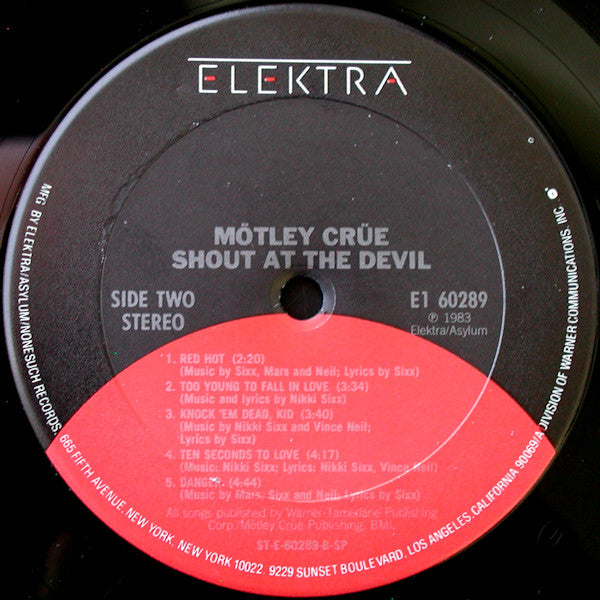 ELEKTRA
MÖTLEY CRÜE
SHOUT AT THE DEVIL
SIDE TWO
STEREO
E1 60289
℗ 1983
Elektra/Asylum
1. RED HOT (2:20)
(Music by Sixx, Mars and Neil; Lyrics by Sixx)
2. TOO YOUNG TO FALL IN LOVE (3:34)
(Music and lyrics by Nikki Sixx)
3. KNOCK 'EM DEAD, KID (3:40)
(Music by Nikki Sixx and Vince Neil;
Lyrics by Sixx)
4. TEN SECONDS TO LOVE (4:17)
(Music: Nikki Sixx; Lyrics: Nikki Sixx, Vince Neil)
5. DANGER (4:44)
(Music by Mars, Sixx and Neil; Lyrics by Sixx)
All songs published by Warner-Tamerlane Publishing
Corp./Mötley Crüe Publishing, BMI.
ST-E-60289-B-SP
MFG BY ELEKTRA/ASYLUM/NONESUCH RECORDS, 665 FIFTH AVENUE, NEW YORK, NEW YORK 10022. 9229 SUNSET BOULEVARD, LOS ANGELES, CALIFORNIA 90069/A DIVISION OF WARNER COMMUNICATIONS, INC